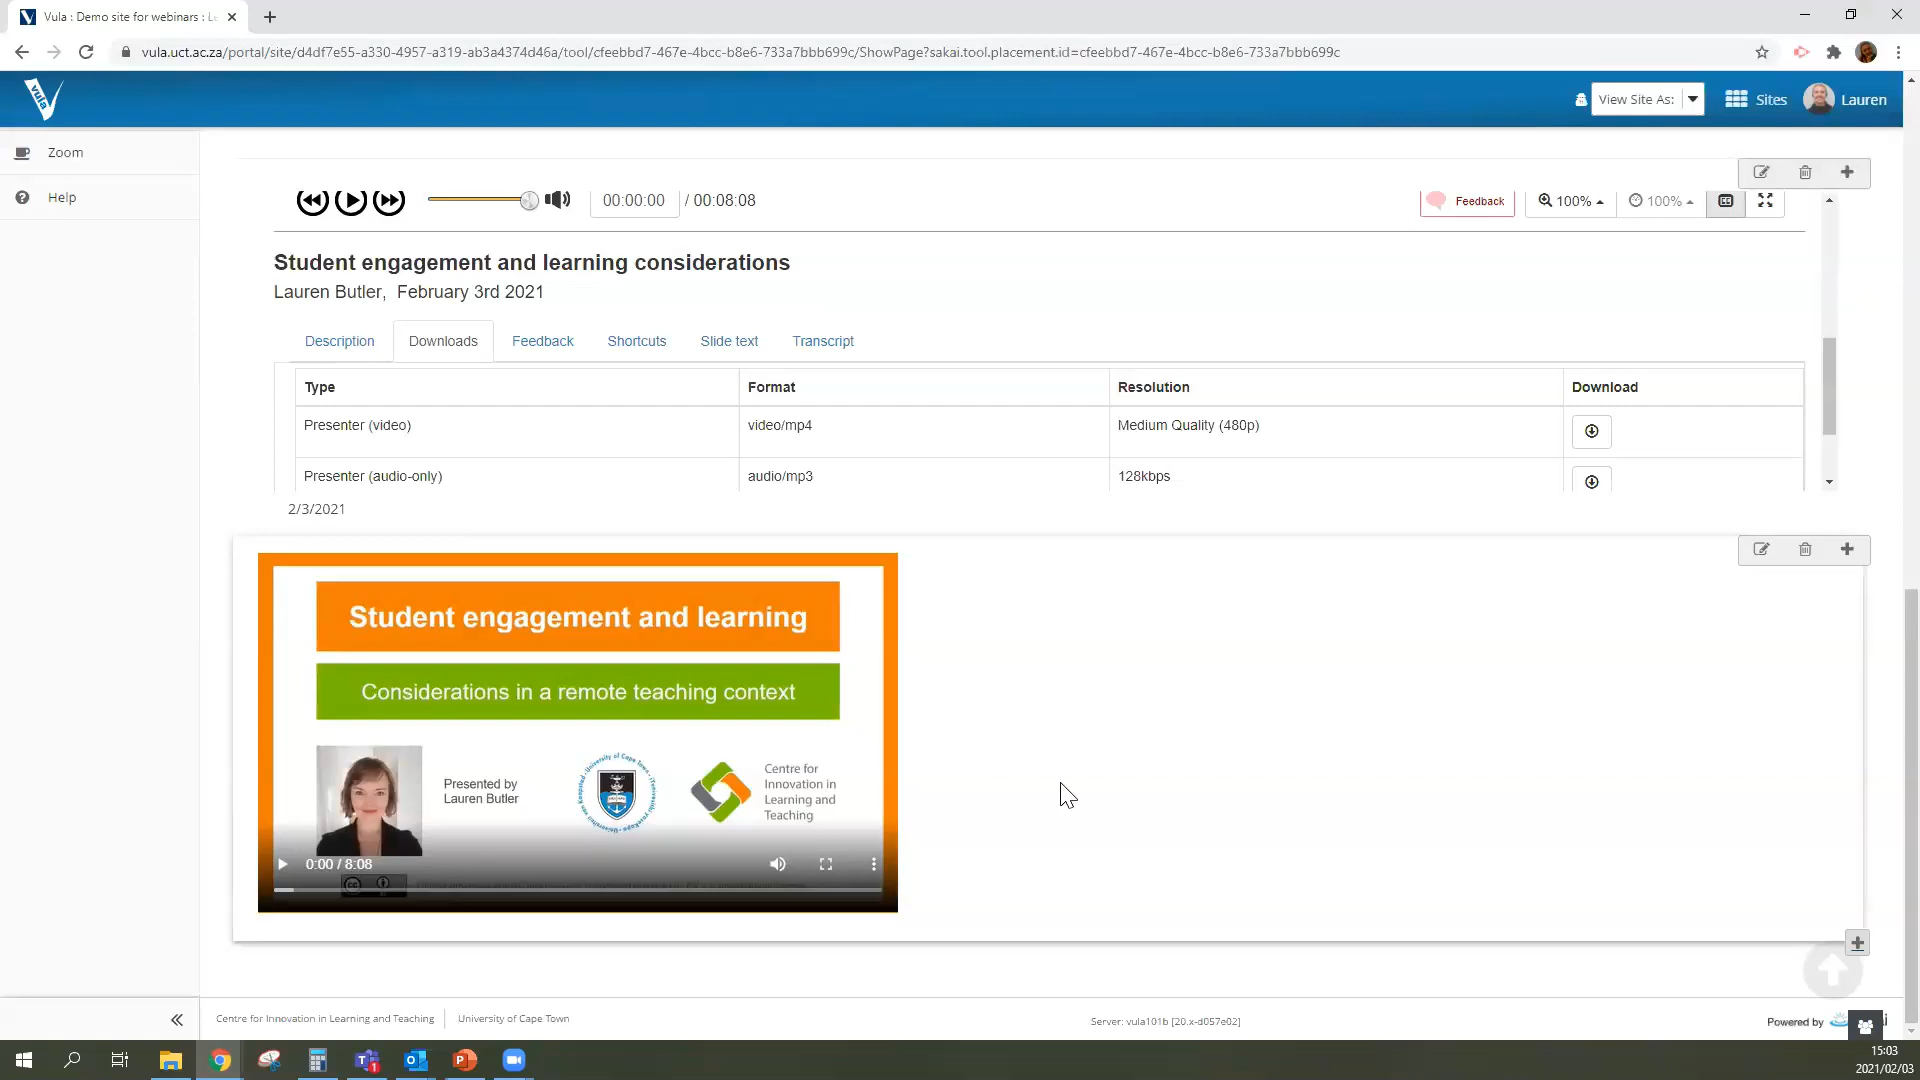 Vula : Demo site for webinars : Le
vula.uct.ac.za/portal/site/d4df7e55-a330-4957-a319-ab3a4374d46a/tool/cfeebbd7-467e-4bcc-b8e6-733a7bbb699c/ShowPage?sakai.tool.placement.id=cfeebbd7-467e-4bcc-b8e6-733a7bbb699c
vula
View Site As:
Sites
Lauren
Zoom
Help
00:00:00 / 00:08:08
Feedback
100%
100%
Student engagement and learning considerations
Lauren Butler, February 3rd 2021
Description Downloads Feedback Shortcuts Slide text Transcript
Type Format Resolution Download
Presenter (video) video/mp4 Medium Quality (480p)
Presenter (audio-only) audio/mp3 128kbps
2/3/2021
Student engagement and learning
Considerations in a remote teaching context
Presented by
Lauren Butler
Centre for
Innovation in
Learning and
Teaching
0:00 / 8:08
Centre for Innovation in Learning and Teaching
University of Cape Town
Server: vula101b [20.x-d057e02]
Powered by
15:03
2021/02/03